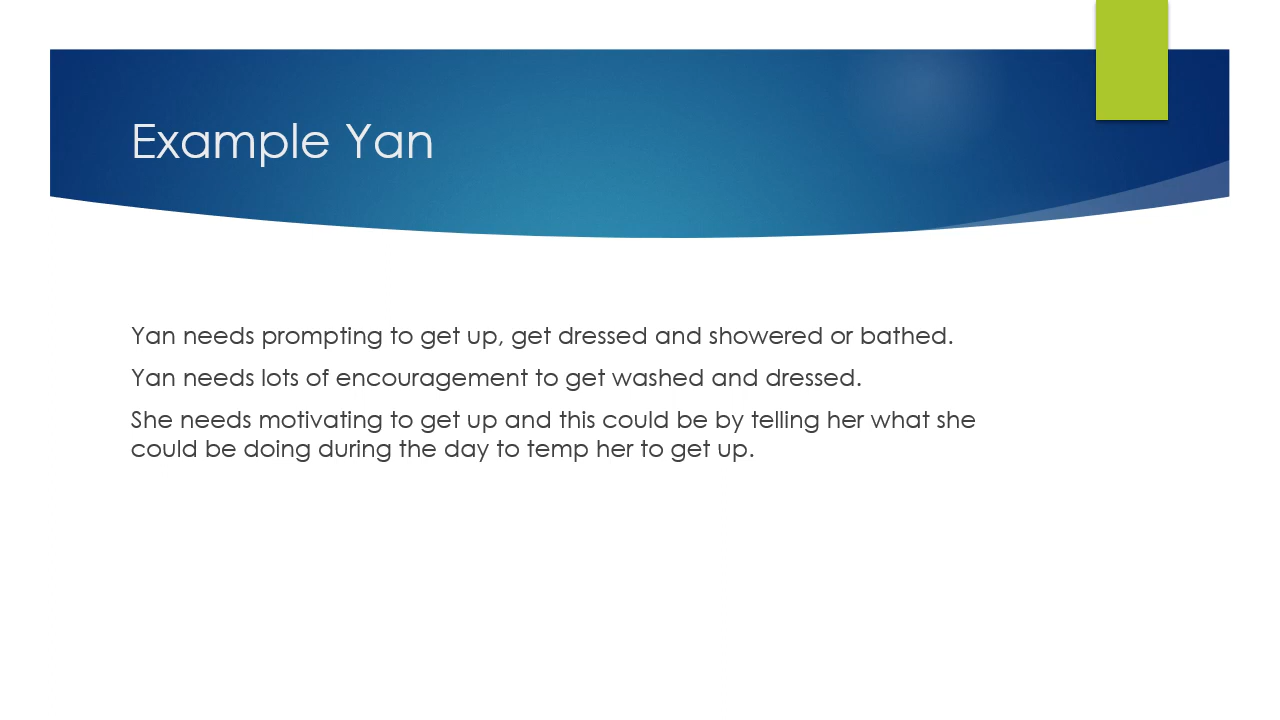 Example Yan
Yan needs prompting to get up, get dressed and showered or bathed.
Yan needs lots of encouragement to get washed and dressed.
She needs motivating to get up and this could be by telling her what she
could be doing during the day to temp her to get up.